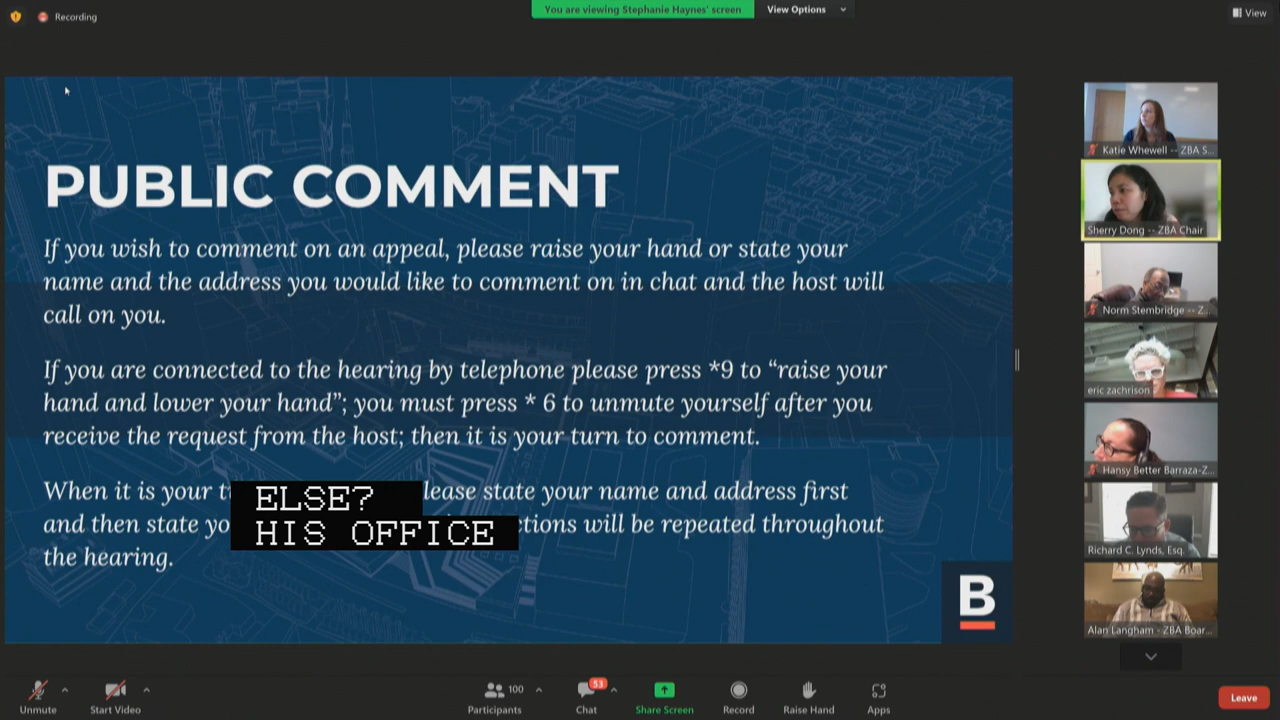 Recording
You are viewing Stephanie Haynes' screen
View Options
View
PUBLIC COMMENT
If you wish to comment on an appeal, please raise your hand or state your
name and the address you would like to comment on in chat and the host will
call on you.
If you are connected to the hearing by telephone please press *9 to “raise your
hand and lower your hand”; you must press * 6 to unmute yourself after you
receive the request from the host; then it is your turn to comment.
When it is your t lease state your name and address first
and then state yo ctions will be repeated throughout
the hearing.
ELSE?
HIS OFFICE
B
Katie Whewell -- ZBA S...
Sherry Dong -- ZBA Chair
Norm Stembridge -- Z...
eric zachrison
Hansy Better Barraza-Z...
Richard C. Lynds, Esq.
Alan Langham - ZBA Boar...
Unmute
Start Video
100
Participants
53
Chat
Share Screen
Record
Raise Hand
Apps
Leave